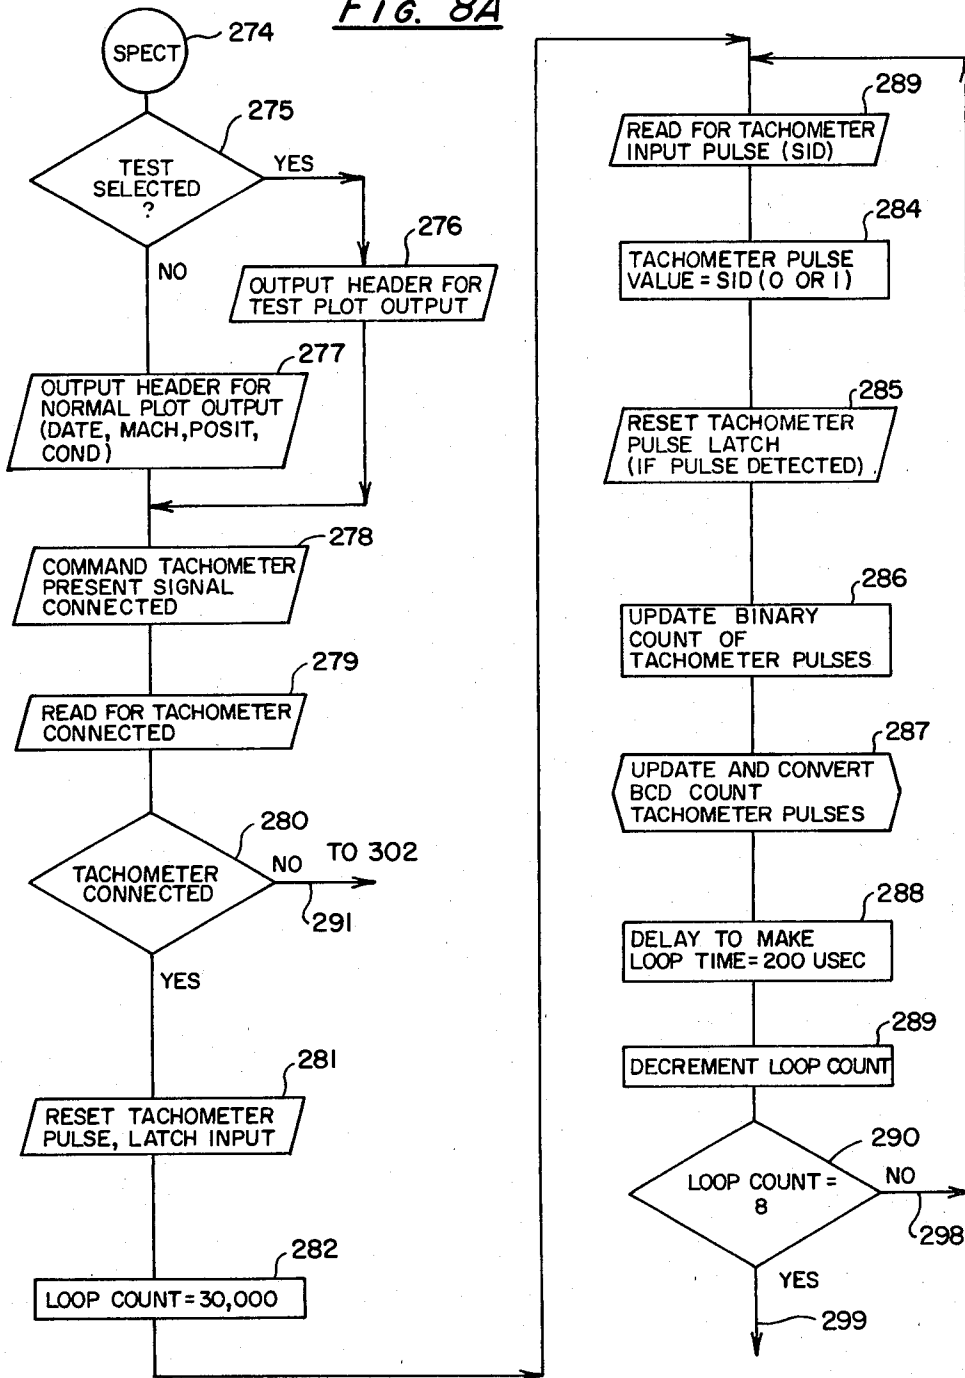 FIG. 8A
SPECT
274
275
TEST
SELECTED
?
YES
NO
276
OUTPUT HEADER FOR
TEST PLOT OUTPUT
277
OUTPUT HEADER FOR
NORMAL PLOT OUTPUT
(DATE, MACH, POSIT,
COND)
278
COMMAND TACHOMETER
PRESENT SIGNAL
CONNECTED
279
READ FOR TACHOMETER
CONNECTED
280
TACHOMETER
CONNECTED
NO
TO 302
291
YES
281
RESET TACHOMETER
PULSE, LATCH INPUT
282
LOOP COUNT = 30,000
289
READ FOR TACHOMETER
INPUT PULSE (SID)
284
TACHOMETER PULSE
VALUE = SID (0 OR 1)
285
RESET TACHOMETER
PULSE LATCH
(IF PULSE DETECTED)
286
UPDATE BINARY
COUNT OF
TACHOMETER PULSES
287
UPDATE AND CONVERT
BCD COUNT
TACHOMETER PULSES
288
DELAY TO MAKE
LOOP TIME = 200 USEC
289
DECREMENT LOOP COUNT
290
LOOP COUNT =
8
NO
298
YES
299